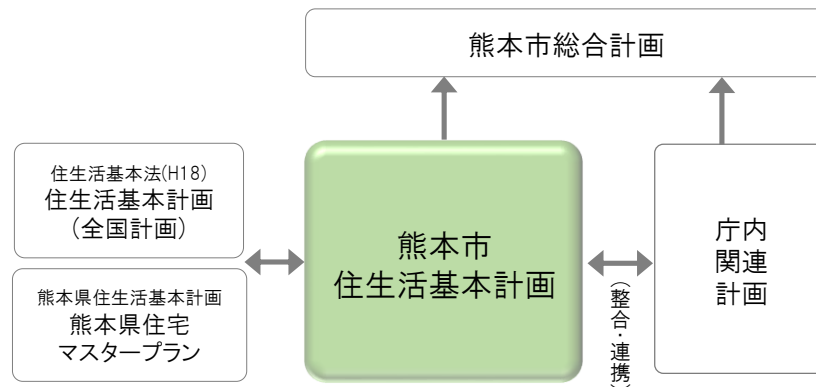 熊本市総合計画
住生活基本法(H18)
住生活基本計画
(全国計画)
熊本県住生活基本計画
熊本県住宅
マスタープラン
熊本市
住生活基本計画
(整合・連携)
庁内
関連
計画